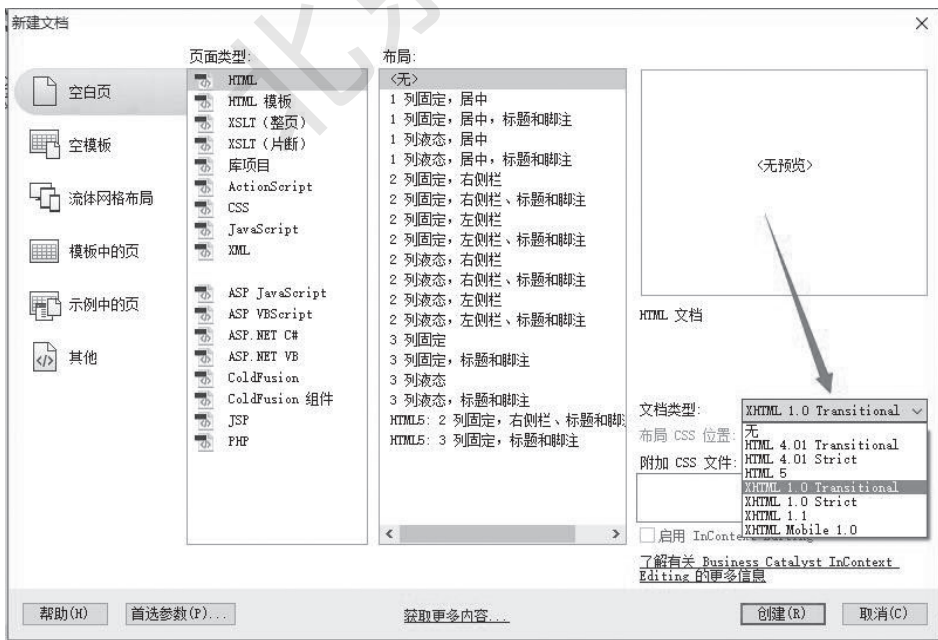 新建文档
页面类型:
布局:
空白页
空模板
流体网格布局
模板中的页
示例中的页
其他
HTML
HTML 模板
XSLT (整页)
XSLT (片断)
库项目
ActionScript
CSS
JavaScript
XML
ASP JavaScript
ASP VBScript
ASP.NET C#
ASP.NET VB
ColdFusion
ColdFusion 组件
JSP
PHP
<无>
1 列固定，居中
1 列固定，居中，标题和脚注
1 列液态，居中
1 列液态，居中，标题和脚注
2 列固定，右侧栏
2 列固定，右侧栏、标题和脚注
2 列固定，左侧栏
2 列固定，左侧栏、标题和脚注
2 列液态，右侧栏
2 列液态，右侧栏、标题和脚注
2 列液态，左侧栏
2 列液态，左侧栏、标题和脚注
3 列固定
3 列固定，标题和脚注
3 列液态
3 列液态，标题和脚注
HTML5: 2 列固定，右侧栏、标题和脚
HTML5: 3 列固定，标题和脚注
<无预览>
HTML 文档
文档类型:
XHTML 1.0 Transitional
布局 CSS 位置:
附加 CSS 文件:
无
HTML 4.01 Transitional
HTML 4.01 Strict
HTML 5
XHTML 1.0 Transitional
XHTML 1.0 Strict
XHTML 1.1
XHTML Mobile 1.0
启用 InContext
了解有关 Business Catalyst InContext
Editing 的更多信息
帮助(H)
首选参数(P)...
获取更多内容...
创建(R)
取消(C)